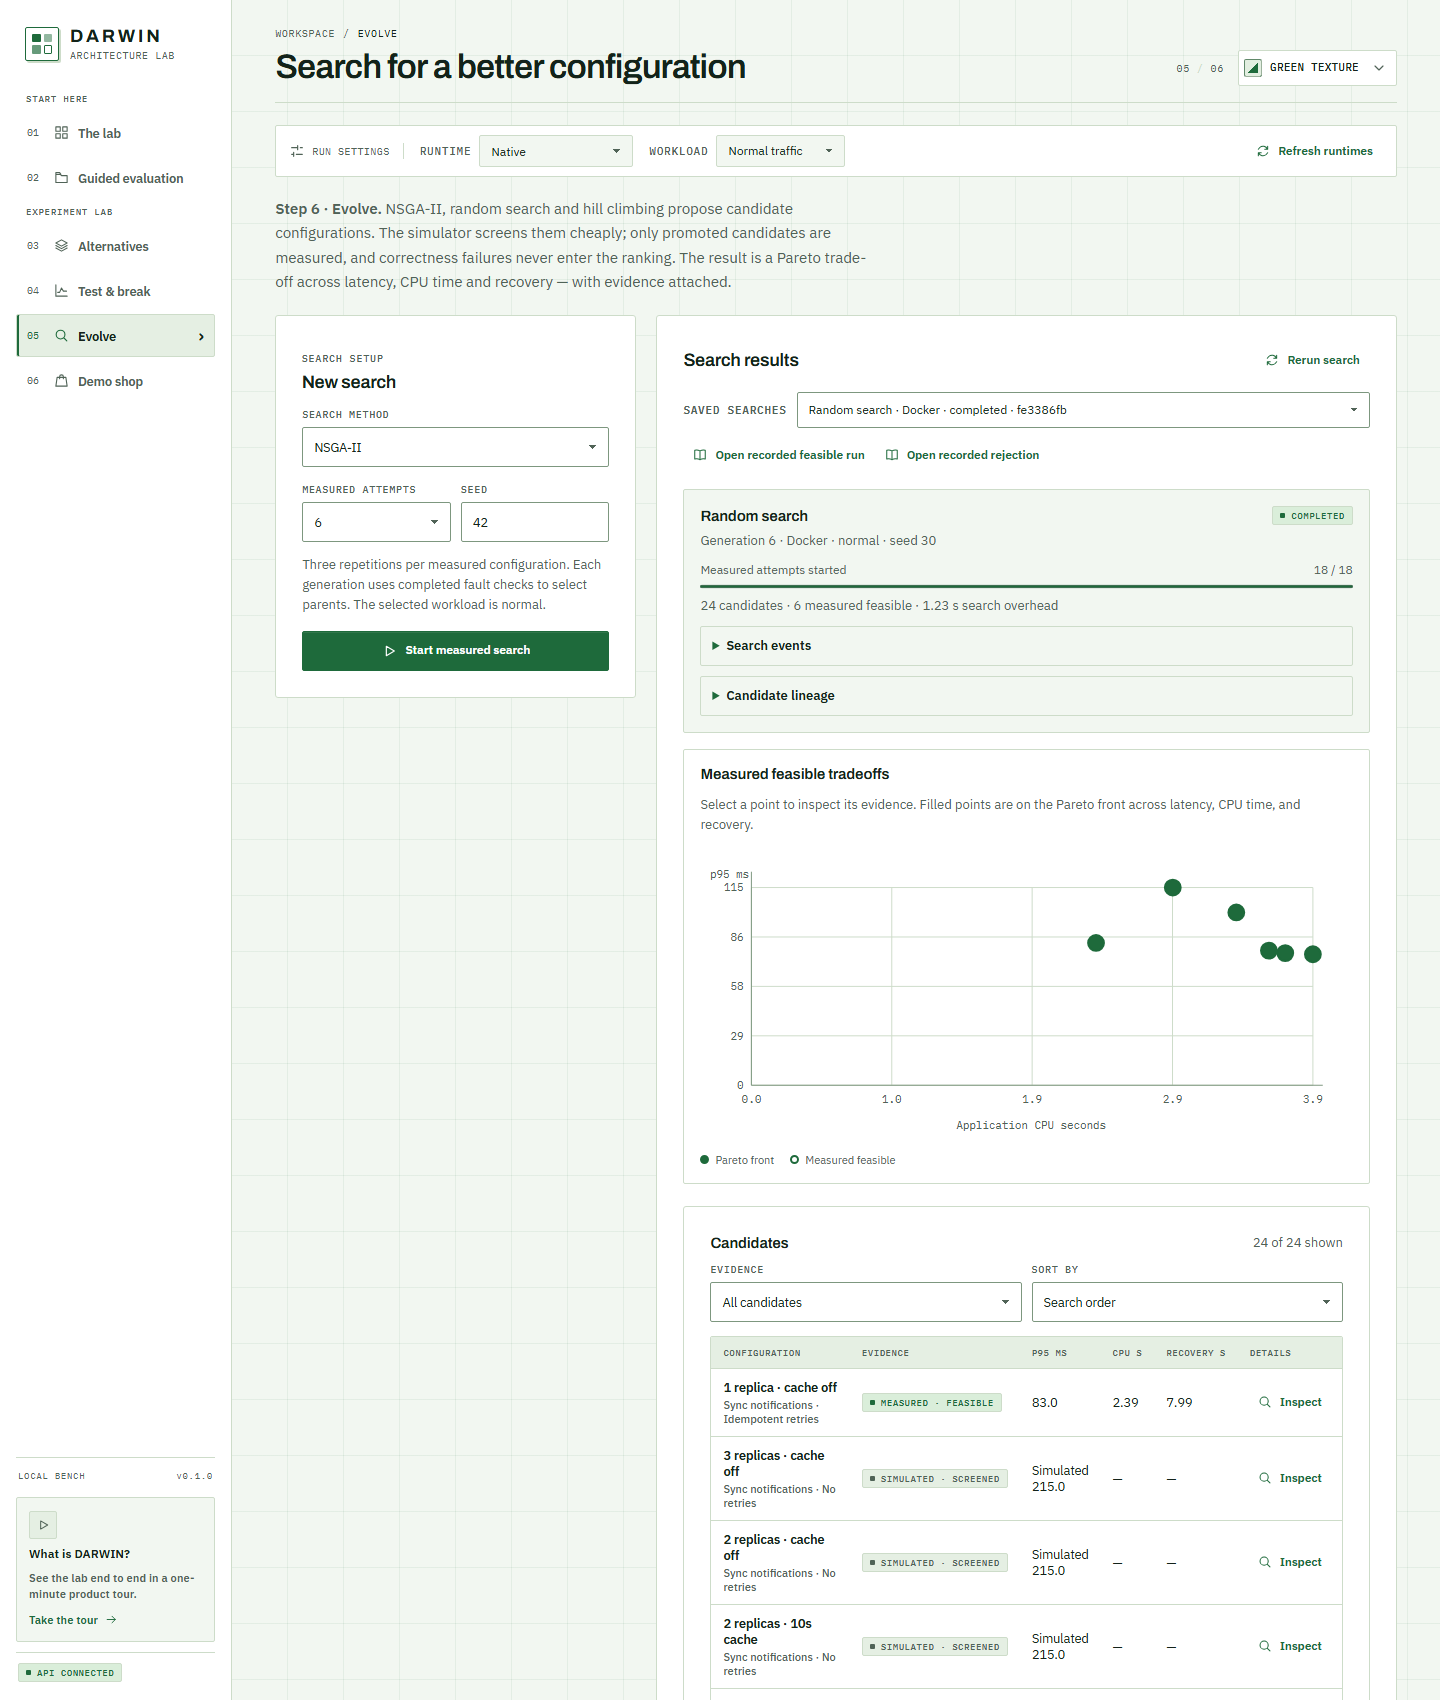 DARWIN
ARCHITECTURE LAB
START HERE
01 The lab
02 Guided evaluation
EXPERIMENT LAB
03 Alternatives
04 Test & break
05 Evolve
06 Demo shop
LOCAL BENCH v0.1.0
What is DARWIN?
See the lab end to end in a one-
minute product tour.
Take the tour
API CONNECTED
WORKSPACE / EVOLVE
Search for a better configuration
05 / 06
GREEN TEXTURE
RUN SETTINGS
RUNTIME Native
WORKLOAD Normal traffic
Refresh runtimes
Step 6 · Evolve. NSGA-II, random search and hill climbing propose candidate
configurations. The simulator screens them cheaply; only promoted candidates are
measured, and correctness failures never enter the ranking. The result is a Pareto trade-
off across latency, CPU time and recovery — with evidence attached.
SEARCH SETUP
New search
SEARCH METHOD
NSGA-II
MEASURED ATTEMPTS SEED
6 42
Three repetitions per measured configuration. Each
generation uses completed fault checks to select
parents. The selected workload is normal.
Start measured search
Search results
Rerun search
SAVED SEARCHES Random search · Docker · completed · fe3386fb
Open recorded feasible run Open recorded rejection
Random search COMPLETED
Generation 6 · Docker · normal · seed 30
Measured attempts started 18 / 18
24 candidates · 6 measured feasible · 1.23 s search overhead
Search events
Candidate lineage
Measured feasible tradeoffs
Select a point to inspect its evidence. Filled points are on the Pareto front across latency, CPU time, and
recovery.
p95 ms
115
86
58
29
0
0.0 1.0 1.9 2.9 3.9
Application CPU seconds
Pareto front Measured feasible
Candidates 24 of 24 shown
EVIDENCE SORT BY
All candidates Search order
CONFIGURATION EVIDENCE P95 MS CPU S RECOVERY S DETAILS
1 replica · cache off
Sync notifications ·
Idempotent retries
MEASURED · FEASIBLE 83.0 2.39 7.99 Inspect
3 replicas · cache
off
Sync notifications · No
retries
SIMULATED · SCREENED Simulated
215.0 — — Inspect
2 replicas · cache
off
Sync notifications · No
retries
SIMULATED · SCREENED Simulated
215.0 — — Inspect
2 replicas · 10s
cache
Sync notifications · No
retries
SIMULATED · SCREENED Simulated
215.0 — — Inspect